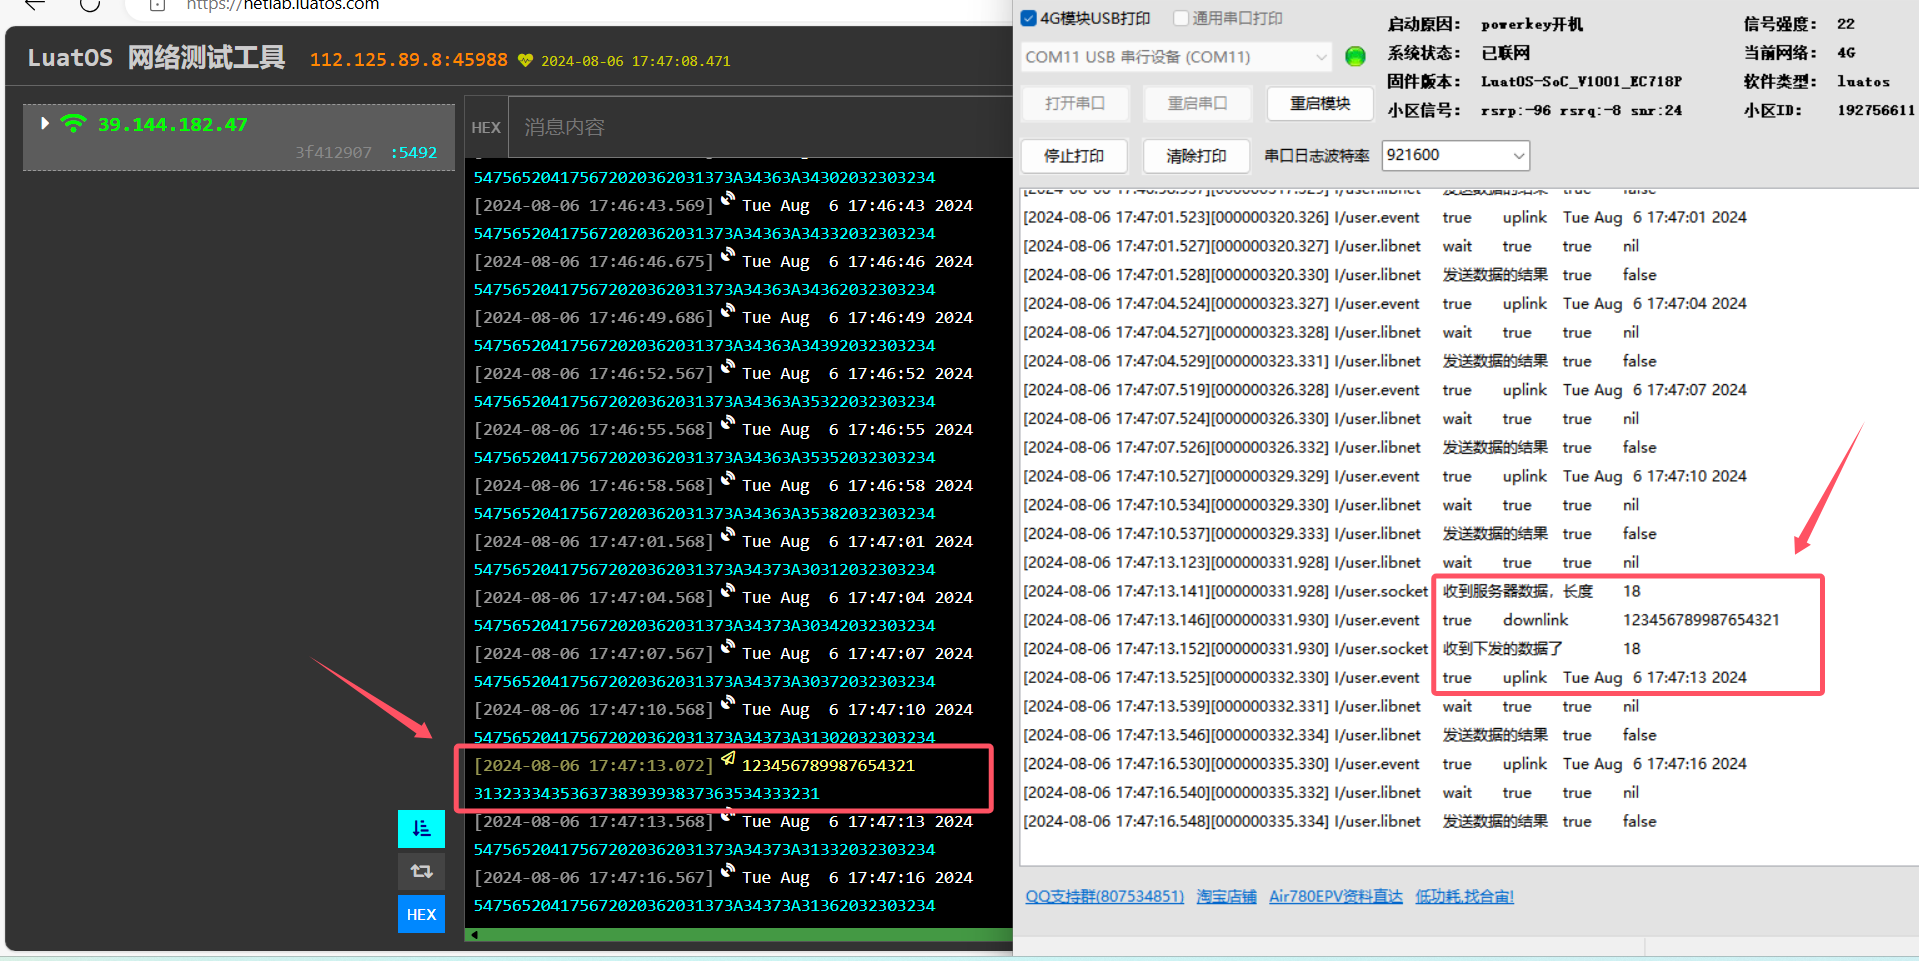 https://netlab.luatos.com
LuatOS 网络测试工具 112.125.89.8:45988 2024-08-06 17:47:08.471
39.144.182.47
3f412907 :5492
HEX 消息内容
547565204175672020362031373A34363A34302032303234
[2024-08-06 17:46:43.569] Tue Aug  6 17:46:43 2024
547565204175672020362031373A34363A34332032303234
[2024-08-06 17:46:46.675] Tue Aug  6 17:46:46 2024
547565204175672020362031373A34363A34362032303234
[2024-08-06 17:46:49.686] Tue Aug  6 17:46:49 2024
547565204175672020362031373A34363A34392032303234
[2024-08-06 17:46:52.567] Tue Aug  6 17:46:52 2024
547565204175672020362031373A34363A35322032303234
[2024-08-06 17:46:55.568] Tue Aug  6 17:46:55 2024
547565204175672020362031373A34363A35352032303234
[2024-08-06 17:46:58.568] Tue Aug  6 17:46:58 2024
547565204175672020362031373A34363A35382032303234
[2024-08-06 17:47:01.568] Tue Aug  6 17:47:01 2024
547565204175672020362031373A34373A30312032303234
[2024-08-06 17:47:04.568] Tue Aug  6 17:47:04 2024
547565204175672020362031373A34373A30342032303234
[2024-08-06 17:47:07.567] Tue Aug  6 17:47:07 2024
547565204175672020362031373A34373A30372032303234
[2024-08-06 17:47:10.568] Tue Aug  6 17:47:10 2024
547565204175672020362031373A34373A31302032303234
[2024-08-06 17:47:13.072] 123456789987654321
313233343536373839393837363534333231
[2024-08-06 17:47:13.568] Tue Aug  6 17:47:13 2024
547565204175672020362031373A34373A31332032303234
[2024-08-06 17:47:16.567] Tue Aug  6 17:47:16 2024
547565204175672020362031373A34373A31362032303234
HEX
4G模块USB打印 通用串口打印
COM11 USB 串行设备 (COM11)
打开串口 重启串口 重启模块
停止打印 清除打印 串口日志波特率 921600
启动原因： powerkey开机 信号强度： 22
系统状态： 已联网 当前网络： 4G
固件版本： LuatOS-SoC_V1001_EC718P 软件类型： luatos
小区信号： rsrp:-96 rsrq:-8 snr:24 小区ID： 192756611
[2024-08-06 17:46:58.537][000000317.329] I/user.libnet 发送数据的结果 true false
[2024-08-06 17:47:01.523][000000320.326] I/user.event true uplink Tue Aug  6 17:47:01 2024
[2024-08-06 17:47:01.527][000000320.327] I/user.libnet wait true true nil
[2024-08-06 17:47:01.528][000000320.330] I/user.libnet 发送数据的结果 true false
[2024-08-06 17:47:04.524][000000323.327] I/user.event true uplink Tue Aug  6 17:47:04 2024
[2024-08-06 17:47:04.527][000000323.328] I/user.libnet wait true true nil
[2024-08-06 17:47:04.529][000000323.331] I/user.libnet 发送数据的结果 true false
[2024-08-06 17:47:07.519][000000326.328] I/user.event true uplink Tue Aug  6 17:47:07 2024
[2024-08-06 17:47:07.524][000000326.330] I/user.libnet wait true true nil
[2024-08-06 17:47:07.526][000000326.332] I/user.libnet 发送数据的结果 true false
[2024-08-06 17:47:10.527][000000329.329] I/user.event true uplink Tue Aug  6 17:47:10 2024
[2024-08-06 17:47:10.534][000000329.330] I/user.libnet wait true true nil
[2024-08-06 17:47:10.537][000000329.333] I/user.libnet 发送数据的结果 true false
[2024-08-06 17:47:13.123][000000331.928] I/user.libnet wait true true nil
[2024-08-06 17:47:13.141][000000331.928] I/user.socket 收到服务器数据，长度 18
[2024-08-06 17:47:13.146][000000331.930] I/user.event true downlink 123456789987654321
[2024-08-06 17:47:13.152][000000331.930] I/user.socket 收到下发的数据了 18
[2024-08-06 17:47:13.525][000000332.330] I/user.event true uplink Tue Aug  6 17:47:13 2024
[2024-08-06 17:47:13.539][000000332.331] I/user.libnet wait true true nil
[2024-08-06 17:47:13.546][000000332.334] I/user.libnet 发送数据的结果 true false
[2024-08-06 17:47:16.530][000000335.330] I/user.event true uplink Tue Aug  6 17:47:16 2024
[2024-08-06 17:47:16.540][000000335.332] I/user.libnet wait true true nil
[2024-08-06 17:47:16.548][000000335.334] I/user.libnet 发送数据的结果 true false
QQ支持群(807534851) 淘宝店铺 Air780EPV资料直达 低功耗,找合宙!